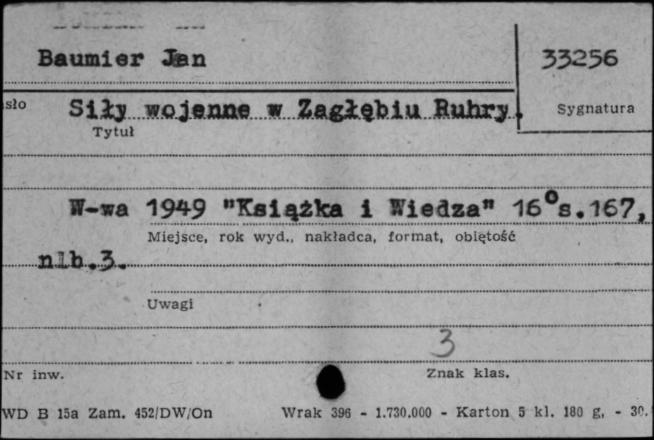 Baumier Jan
33256
sło
Siły wojenne w Zagłębiu Ruhry.
Sygnatura
Tytuł
W-wa 1949 "Książka i Wiedza" 16° s.167,
Miejsce, rok wyd., nakładca, format, obiętość
nlb.3.
Uwagi
3
Nr inw.
Znak klas.
WD B 15a Zam. 452/DW/On
Wrak 396 - 1.730.000 - Karton 5 kl. 180 g, - 30.